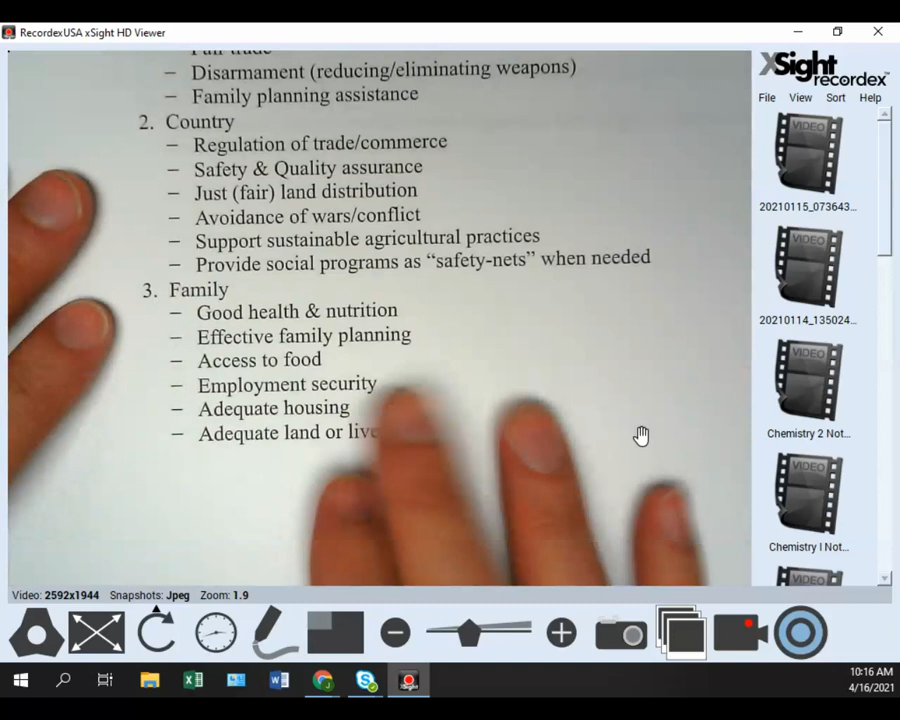 RecordexUSA xSight HD Viewer
Fair trade
– Disarmament (reducing/eliminating weapons)
– Family planning assistance
2. Country
– Regulation of trade/commerce
– Safety & Quality assurance
– Just (fair) land distribution
– Avoidance of wars/conflict
– Support sustainable agricultural practices
– Provide social programs as “safety-nets” when needed
3. Family
– Good health & nutrition
– Effective family planning
– Access to food
– Employment security
– Adequate housing
– Adequate land or
XSight
recordex™
File View Sort Help
VIDEO
20210115_073643...
VIDEO
20210114_135024...
VIDEO
Chemistry 2 Not...
VIDEO
Chemistry I Not...
VIDEO
Video: 2592x1944 Snapshots: Jpeg Zoom: 1.9
10:16 AM
4/16/2021